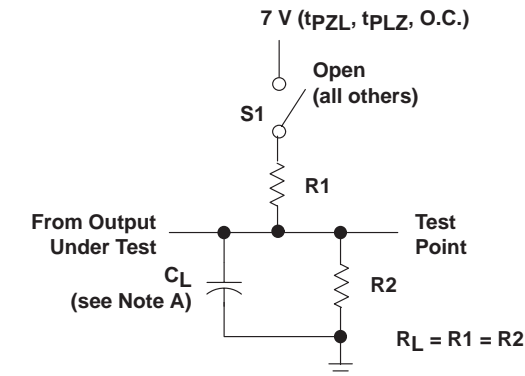 7 V (tPZL, tPLZ, O.C.)
Open
(all others)
S1
R1
From Output
Under Test
Test
Point
CL
(see Note A)
R2
RL = R1 = R2